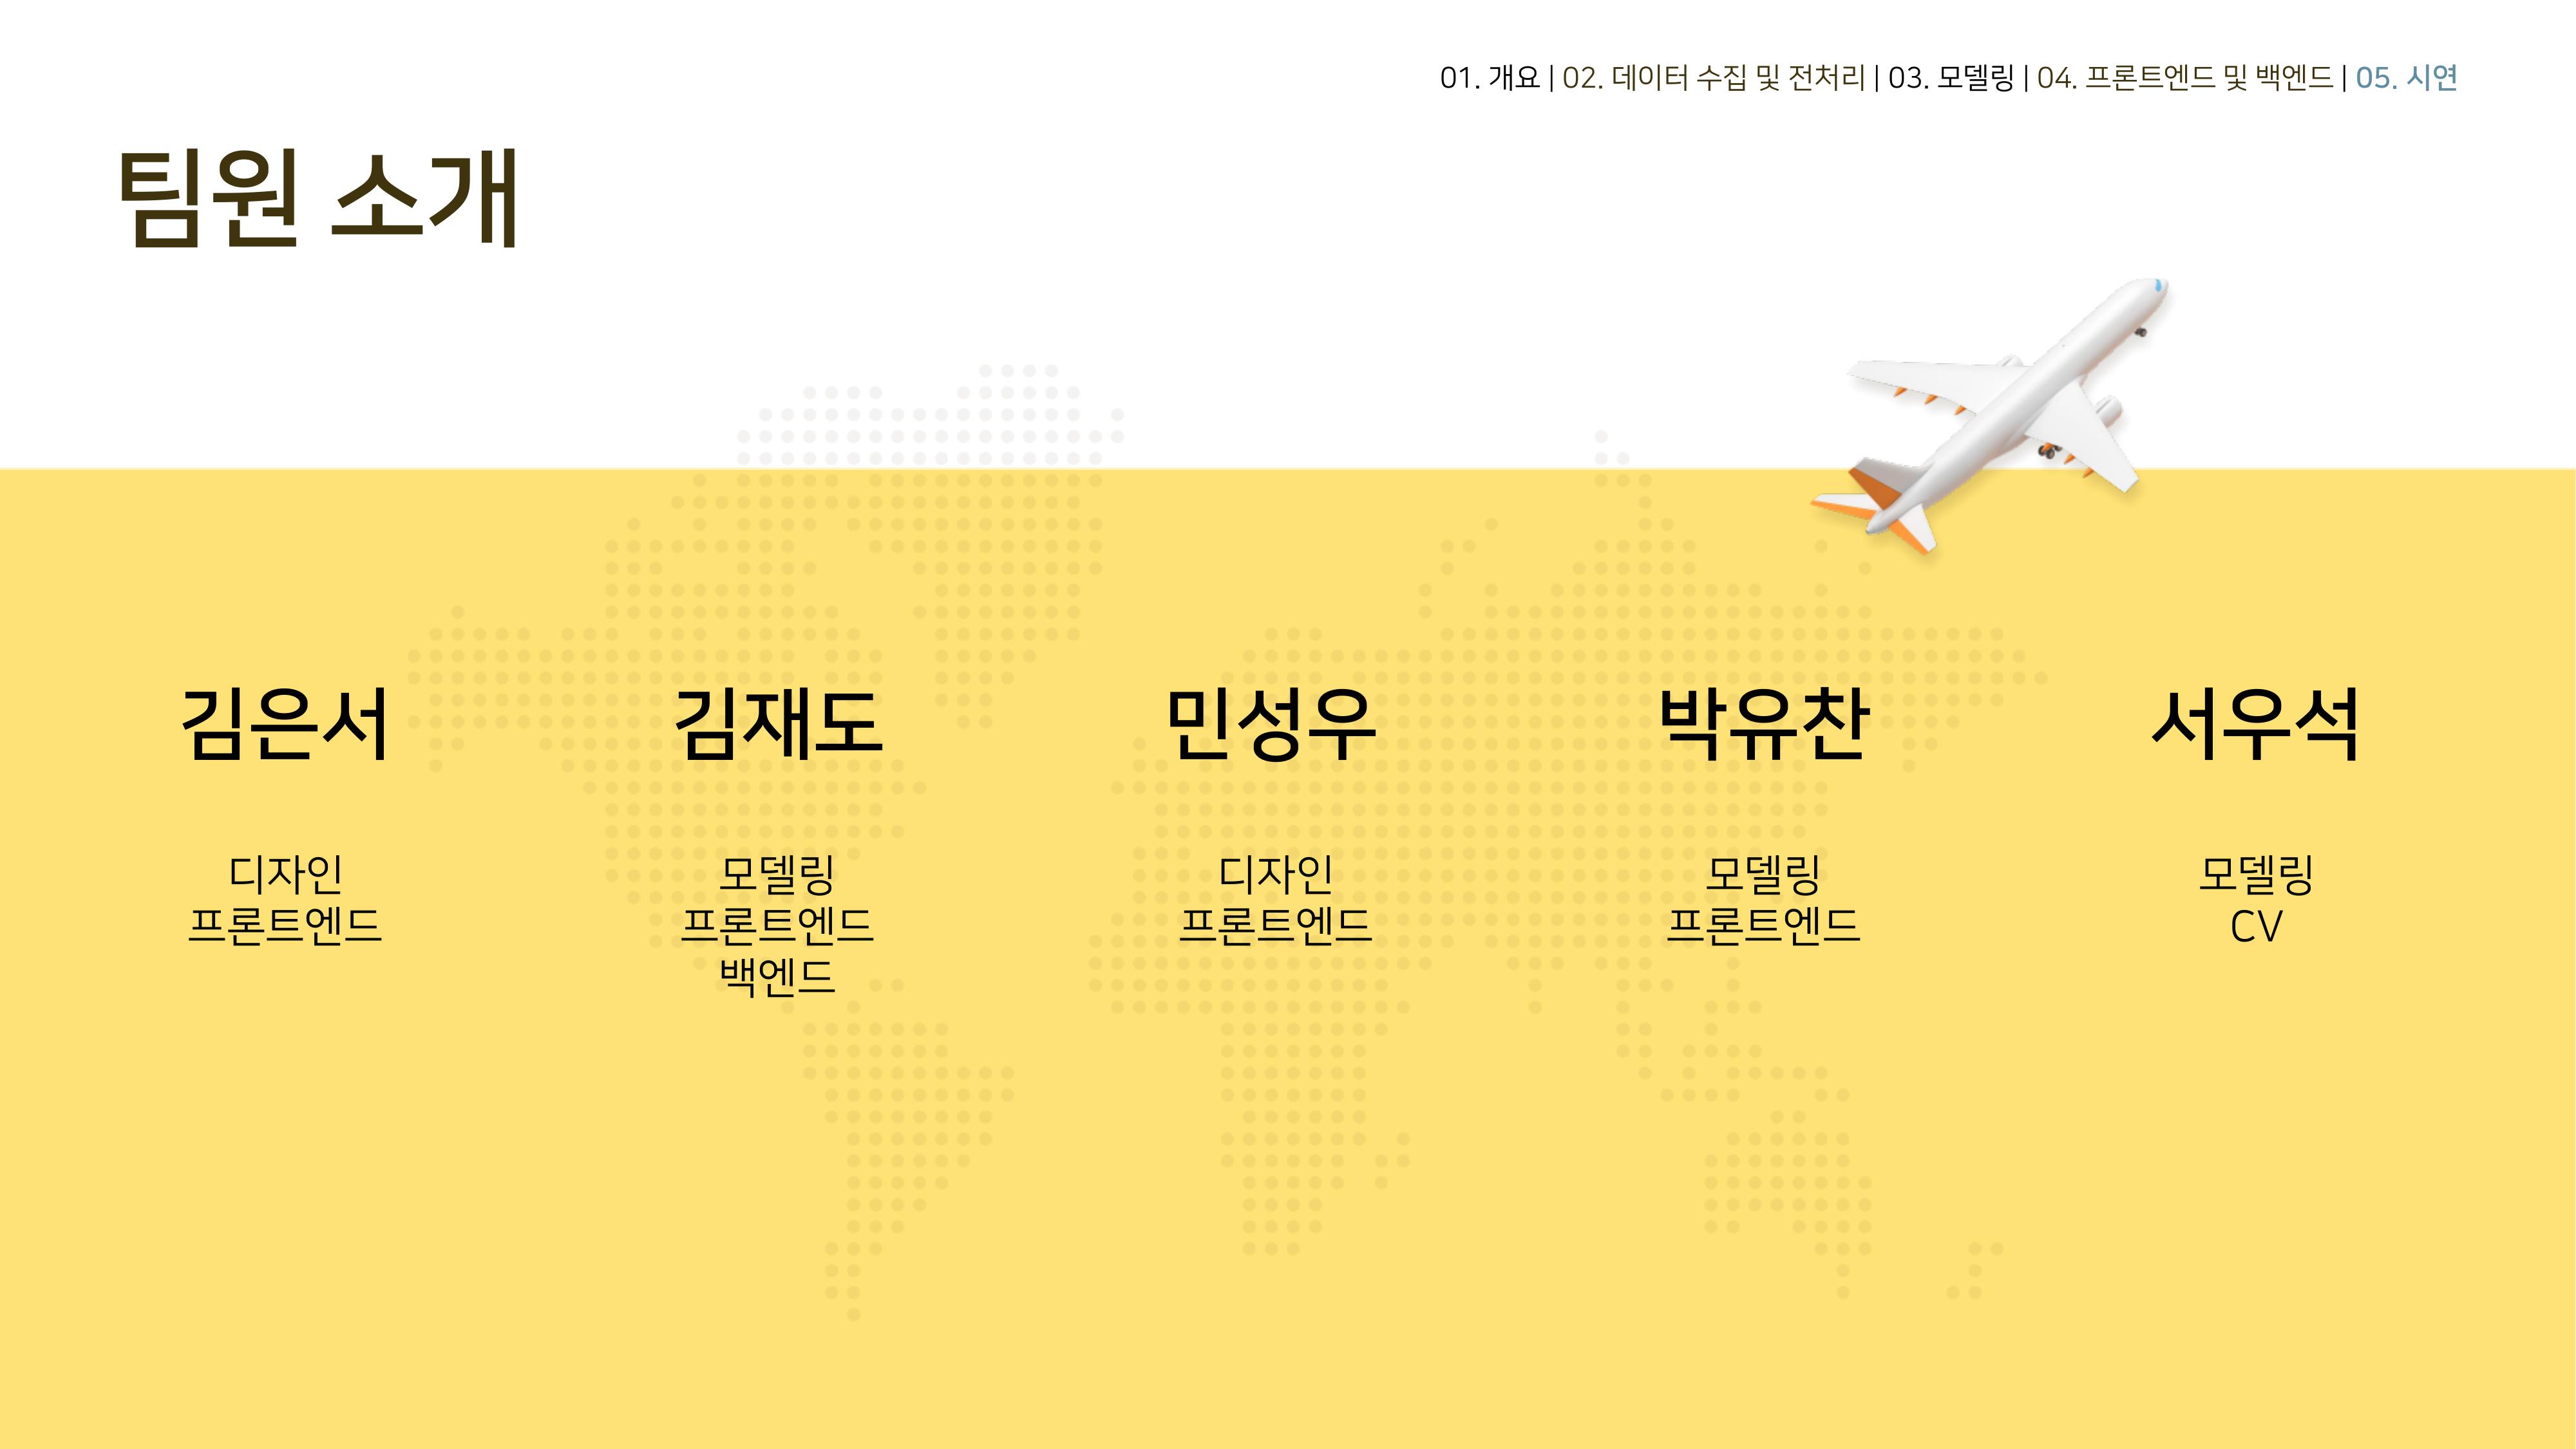 01. 개요 | 02. 데이터 수집 및 전처리 | 03. 모델링 | 04. 프론트엔드 및 백엔드 | 05. 시연
팀원 소개
김은서
디자인
프론트엔드
김재도
모델링
프론트엔드
백엔드
민성우
디자인
프론트엔드
박유찬
모델링
프론트엔드
서우석
모델링
CV